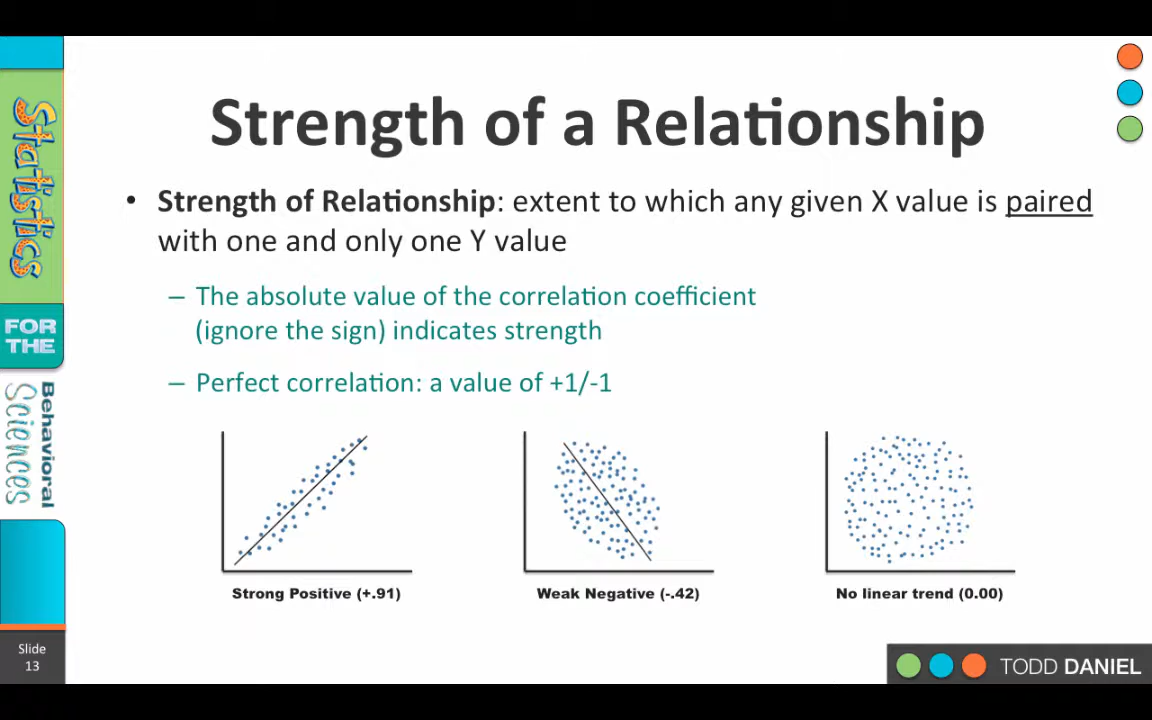 Strength of a Relationship
• Strength of Relationship: extent to which any given X value is paired
with one and only one Y value
– The absolute value of the correlation coefficient
(ignore the sign) indicates strength
– Perfect correlation: a value of +1/-1
Strong Positive (+.91)
Weak Negative (-.42)
No linear trend (0.00)
Statistics
FOR
THE
Behavioral
Sciences
Slide
13
TODD DANIEL